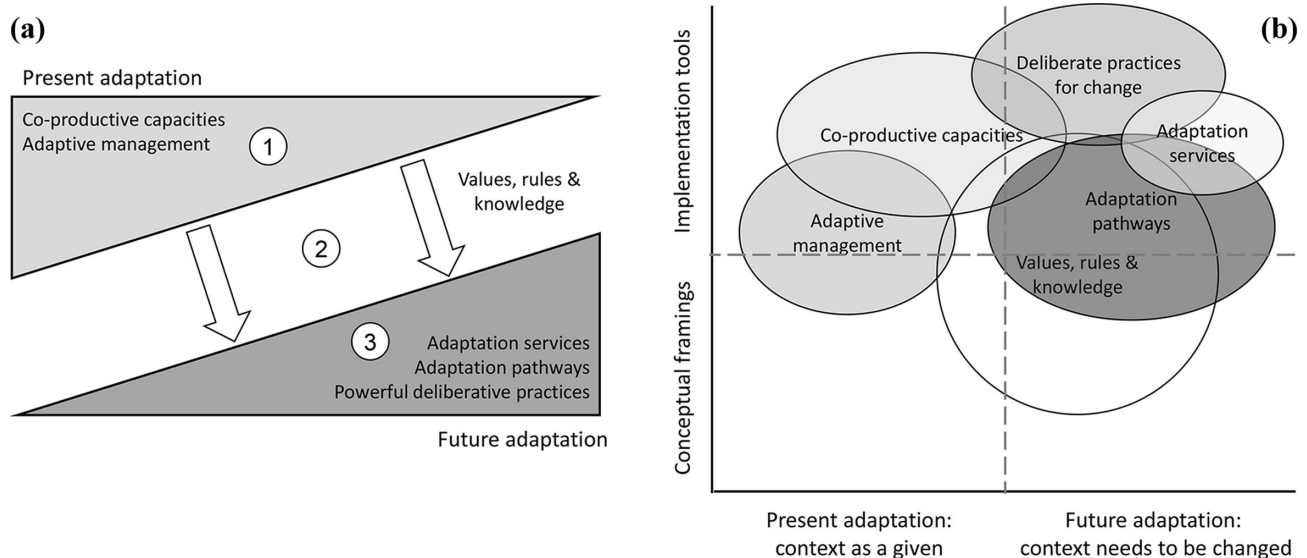 (a)
Present adaptation
Co-productive capacities
Adaptive management
1
Values, rules &
knowledge
2
3
Adaptation services
Adaptation pathways
Powerful deliberative practices
Future adaptation
(b)
Implementation tools
Conceptual framings
Deliberate practices
for change
Co-productive capacities
Adaptation
services
Adaptive
management
Adaptation
pathways
Values, rules &
knowledge
Present adaptation:
context as a given
Future adaptation:
context needs to be changed